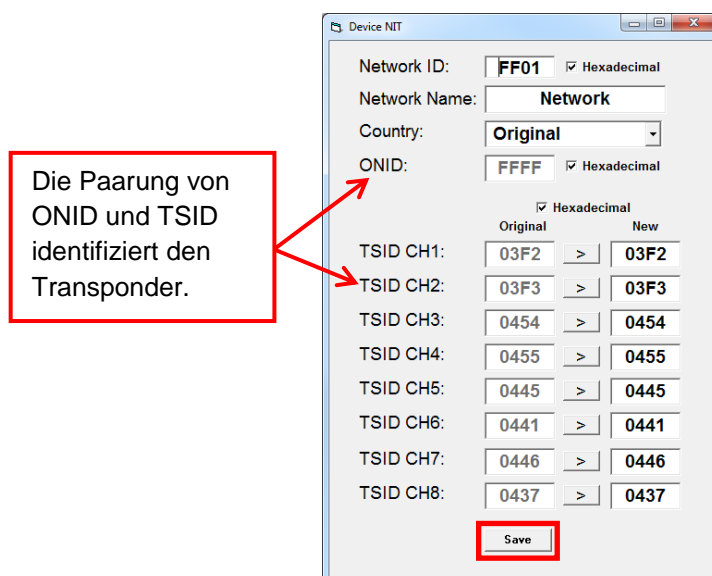 Device NIT
Network ID: FF01 Hexadecimal
Network Name: Network
Country: Original
ONID: FFFF Hexadecimal
Die Paarung von
ONID und TSID
identifiziert den
Transponder.
Hexadecimal
Original New
TSID CH1: 03F2 > 03F2
TSID CH2: 03F3 > 03F3
TSID CH3: 0454 > 0454
TSID CH4: 0455 > 0455
TSID CH5: 0445 > 0445
TSID CH6: 0441 > 0441
TSID CH7: 0446 > 0446
TSID CH8: 0437 > 0437
Save